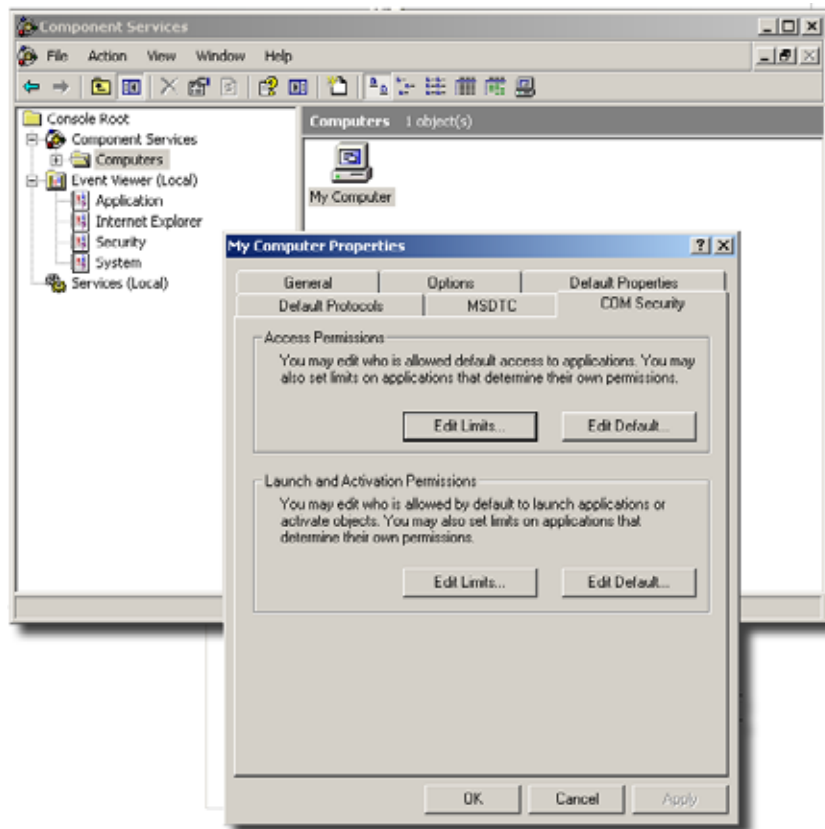 Component Services
File Action View Window Help
Console Root
Component Services
Computers
Event Viewer (Local)
Application
Internet Explorer
Security
System
Services (Local)
Computers 1 object(s)
My Computer
My Computer Properties
General Options Default Properties
Default Protocols MSDTC COM Security
Access Permissions
You may edit who is allowed default access to applications. You may
also set limits on applications that determine their own permissions.
Edit Limits... Edit Default...
Launch and Activation Permissions
You may edit who is allowed by default to launch applications or
activate objects. You may also set limits on applications that
determine their own permissions.
Edit Limits... Edit Default...
OK Cancel Apply